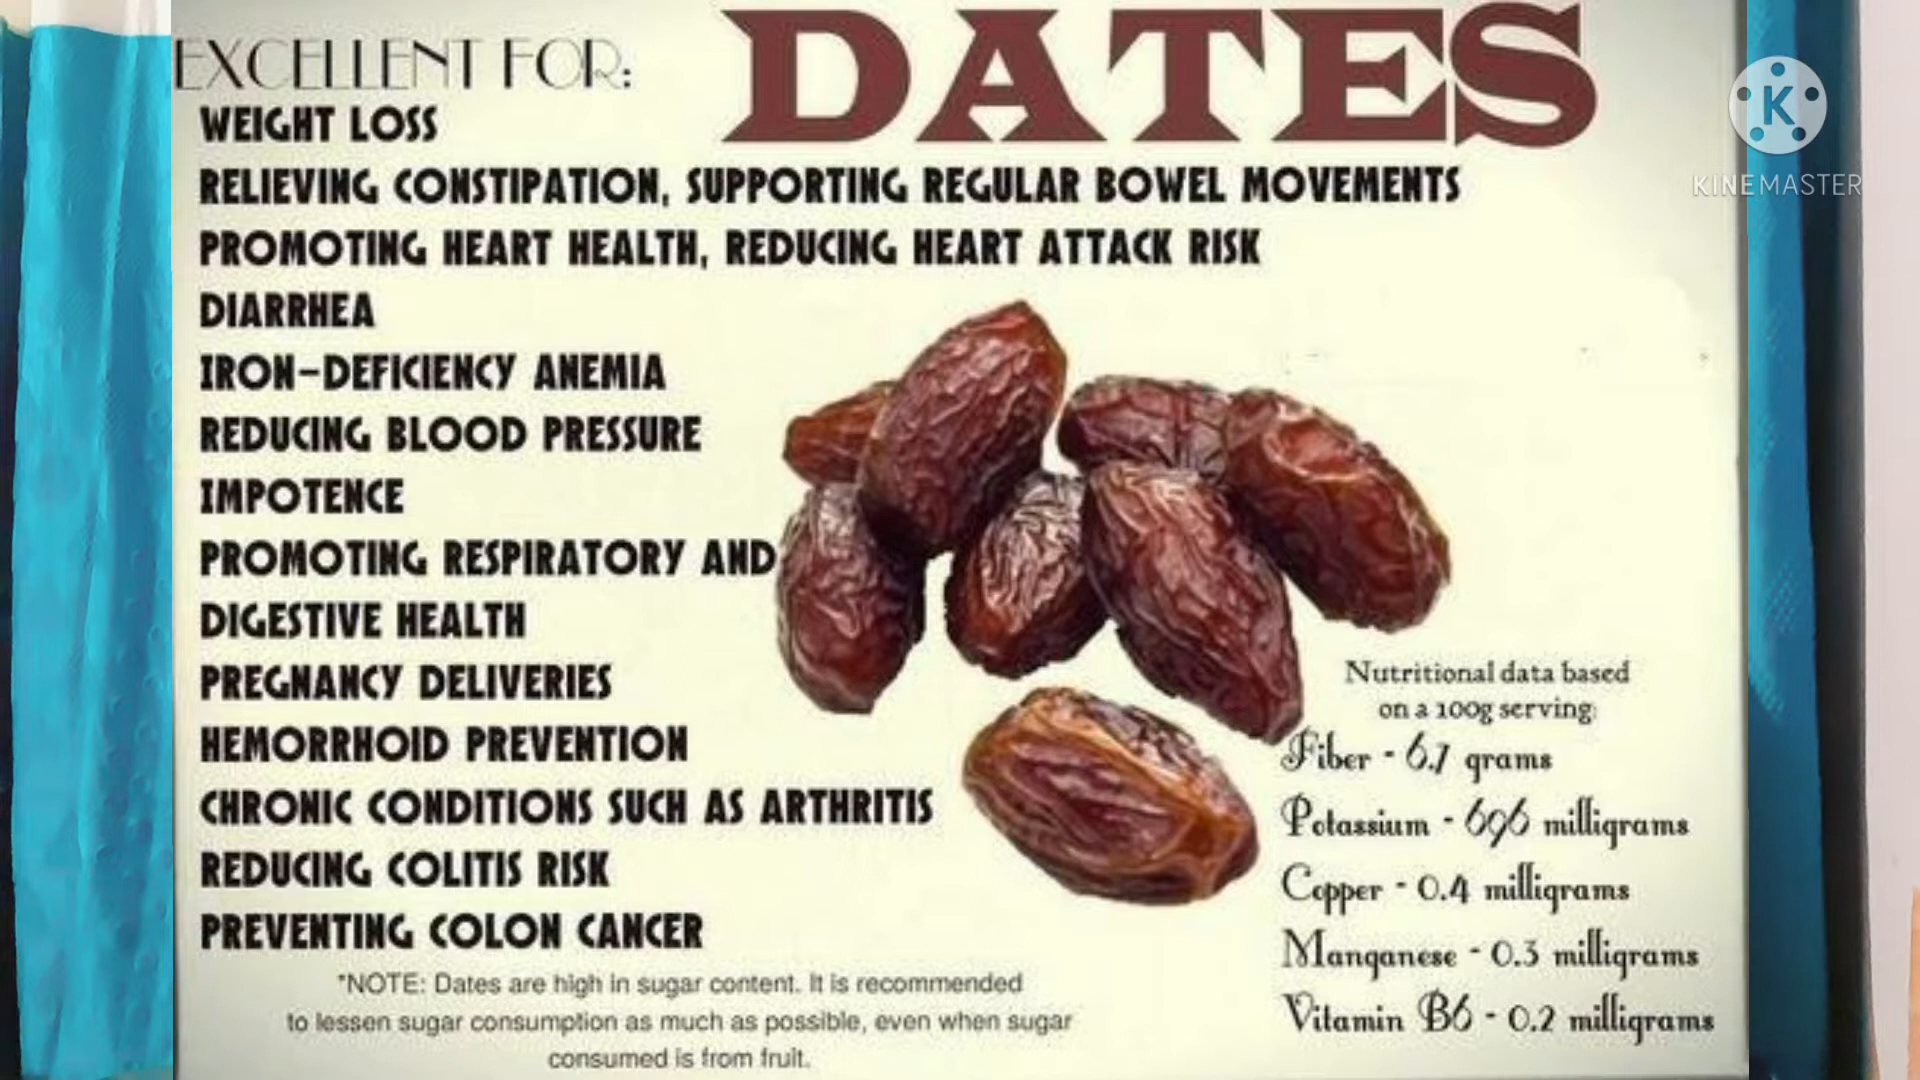 EXCELLENT FOR:
DATES
WEIGHT LOSS
RELIEVING CONSTIPATION, SUPPORTING REGULAR BOWEL MOVEMENTS
PROMOTING HEART HEALTH, REDUCING HEART ATTACK RISK
DIARRHEA
IRON-DEFICIENCY ANEMIA
REDUCING BLOOD PRESSURE
IMPOTENCE
PROMOTING RESPIRATORY AND
DIGESTIVE HEALTH
PREGNANCY DELIVERIES
HEMORRHOID PREVENTION
CHRONIC CONDITIONS SUCH AS ARTHRITIS
REDUCING COLITIS RISK
PREVENTING COLON CANCER
*NOTE: Dates are high in sugar content. It is recommended
to lessen sugar consumption as much as possible, even when sugar
consumed is from fruit.
Nutritional data based
on a 100g serving:
Fiber - 6.7 grams
Potassium - 696 milligrams
Copper - 0.4 milligrams
Manganese - 0.3 milligrams
Vitamin B6 - 0.2 milligrams
K
KINEMASTER